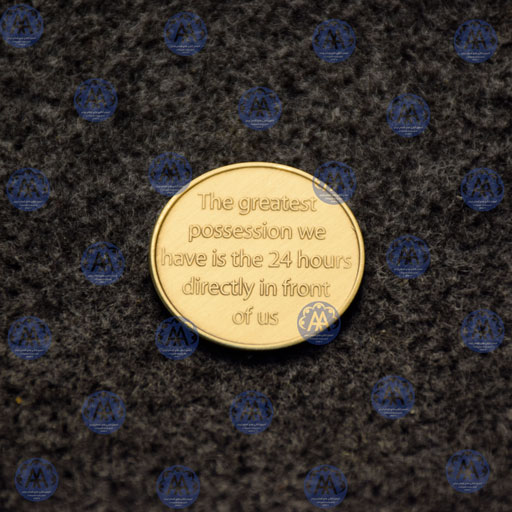 The greatest
possession we
have is the 24 hours
directly in front
of us